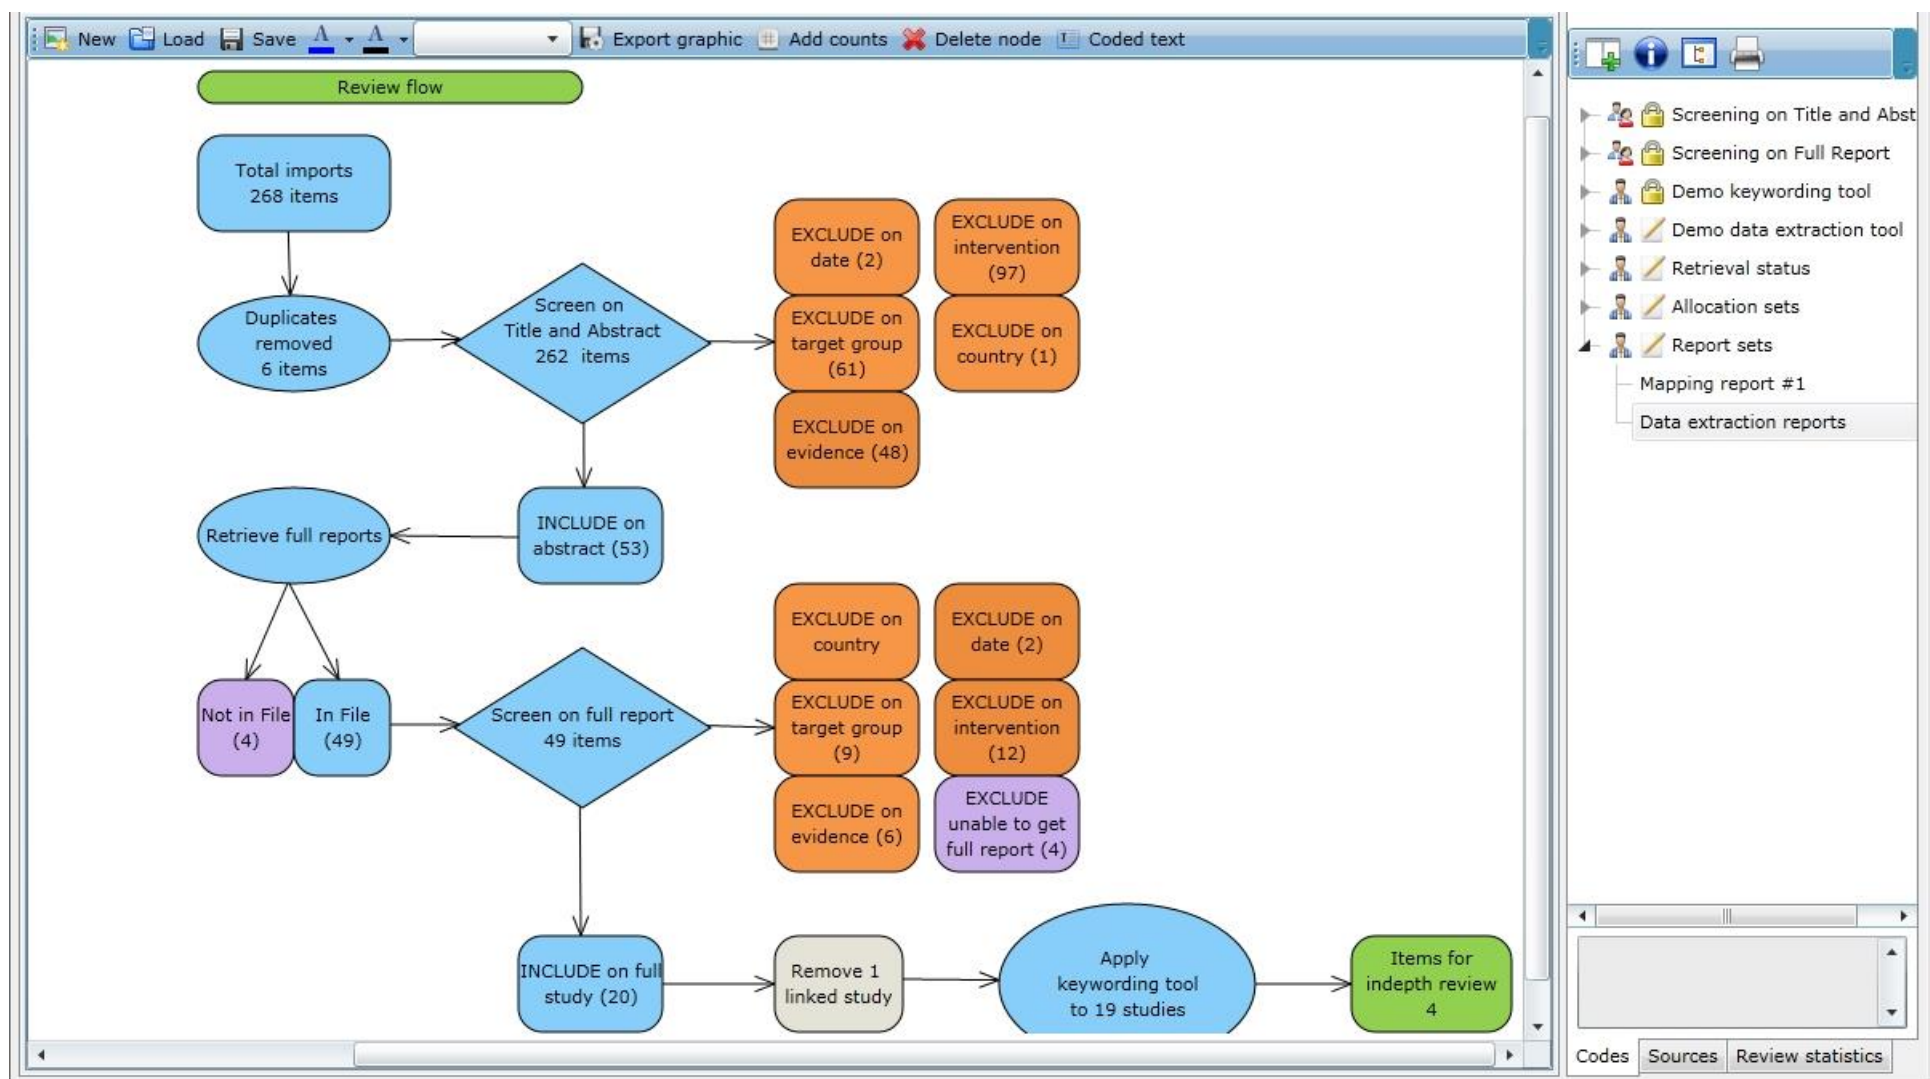 New Load Save A A Export graphic Add counts Delete node Coded text
Review flow
Total imports
268 items
Duplicates
removed
6 items
Screen on
Title and Abstract
262 items
EXCLUDE on
date (2)
EXCLUDE on
intervention
(97)
EXCLUDE on
target group
(61)
EXCLUDE on
country (1)
EXCLUDE on
evidence (48)
INCLUDE on
abstract (53)
Retrieve full reports
Not in File
(4)
In File
(49)
Screen on full report
49 items
EXCLUDE on
country
EXCLUDE on
date (2)
EXCLUDE on
target group
(9)
EXCLUDE on
intervention
(12)
EXCLUDE on
evidence (6)
EXCLUDE
unable to get
full report (4)
INCLUDE on full
study (20)
Remove 1
linked study
Apply
keywording tool
to 19 studies
Items for
indepth review
4
Screening on Title and Abst
Screening on Full Report
Demo keywording tool
Demo data extraction tool
Retrieval status
Allocation sets
Report sets
Mapping report #1
Data extraction reports
Codes Sources Review statistics